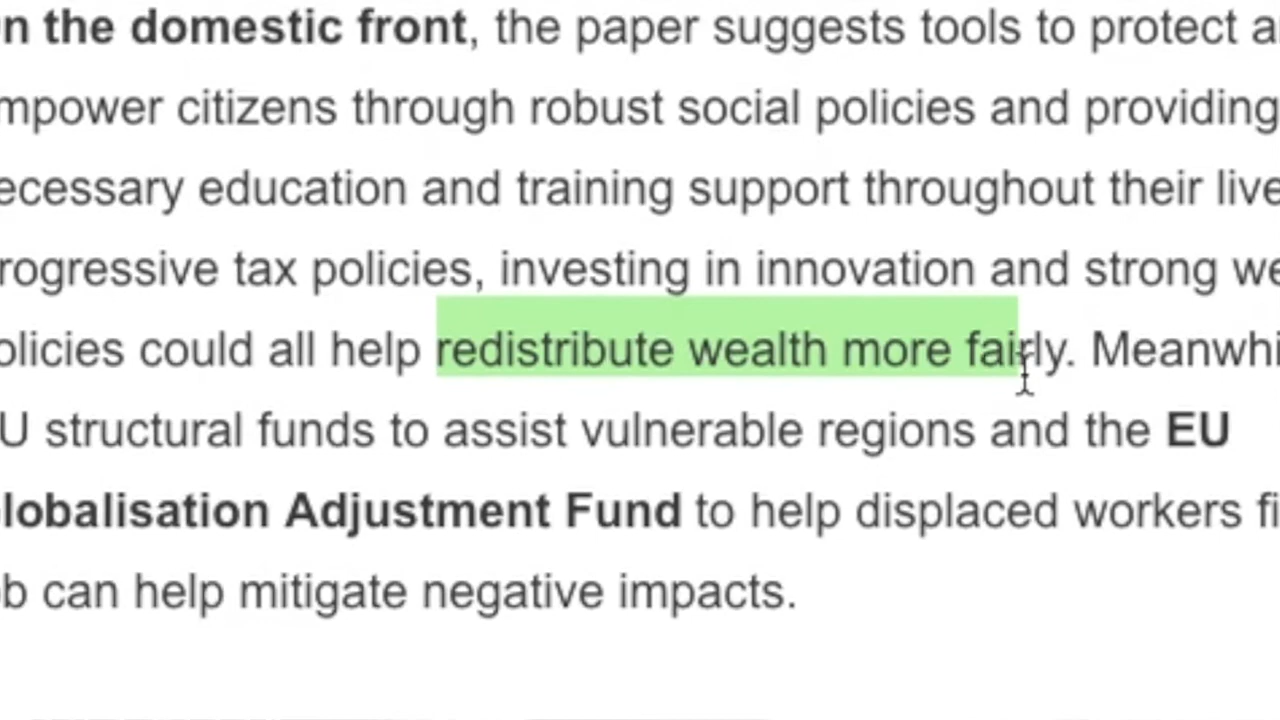 n the domestic front, the paper suggests tools to protect a
mpower citizens through robust social policies and providing
ecessary education and training support throughout their live
rogressive tax policies, investing in innovation and strong we
olicies could all help redistribute wealth more fairly. Meanwhi
U structural funds to assist vulnerable regions and the EU
lobalisation Adjustment Fund to help displaced workers fi
b can help mitigate negative impacts.